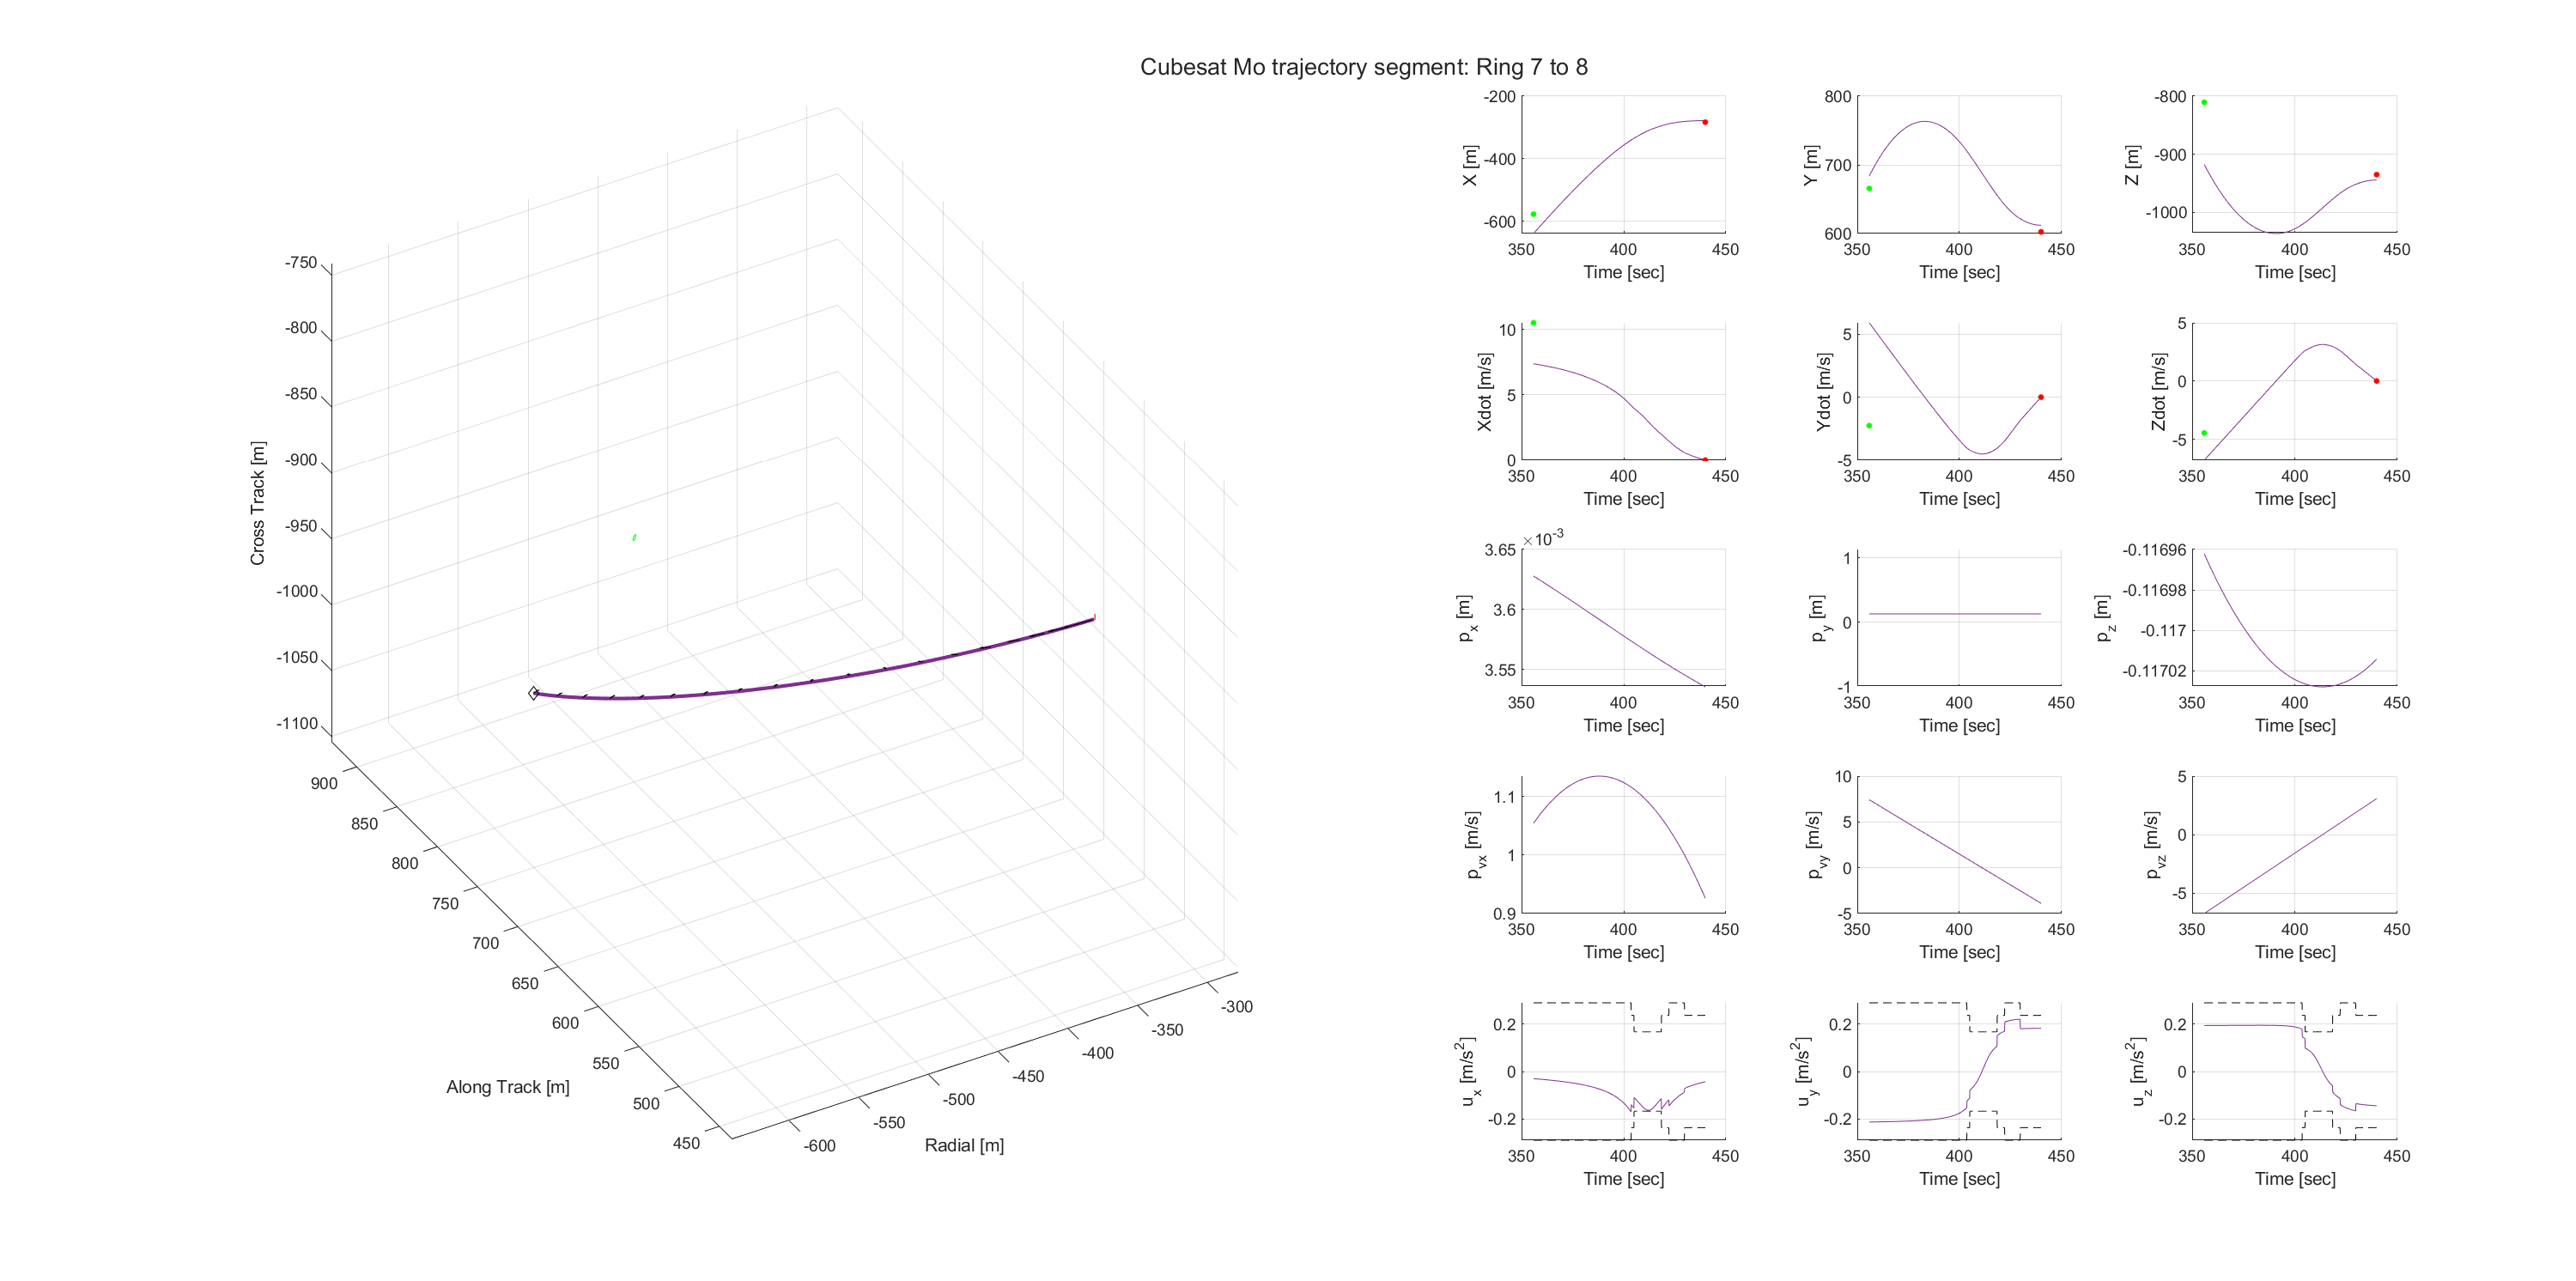 Cubesat Mo trajectory segment: Ring 7 to 8
-750
-800
-850
-900
-950
-1000
-1050
-1100
Cross Track [m]
900
850
800
750
700
650
600
550
500
450
Along Track [m]
-600
-550
-500
-450
-400
-350
-300
Radial [m]
-200
-400
-600
X [m]
350 400 450
Time [sec]
800
700
600
Y [m]
350 400 450
Time [sec]
-800
-900
-1000
Z [m]
350 400 450
Time [sec]
10
5
0
Xdot [m/s]
350 400 450
Time [sec]
5
0
-5
Ydot [m/s]
350 400 450
Time [sec]
5
0
-5
Zdot [m/s]
350 400 450
Time [sec]
×10-3
3.65
3.6
3.55
px [m]
350 400 450
Time [sec]
1
0
-1
py [m]
350 400 450
Time [sec]
-0.11696
-0.11698
-0.117
-0.11702
pz [m]
350 400 450
Time [sec]
1.1
1
0.9
pvx [m/s]
350 400 450
Time [sec]
10
5
0
-5
pvy [m/s]
350 400 450
Time [sec]
5
0
-5
pvz [m/s]
350 400 450
Time [sec]
0.2
0
-0.2
ux [m/s2]
350 400 450
Time [sec]
0.2
0
-0.2
uy [m/s2]
350 400 450
Time [sec]
0.2
0
-0.2
uz [m/s2]
350 400 450
Time [sec]